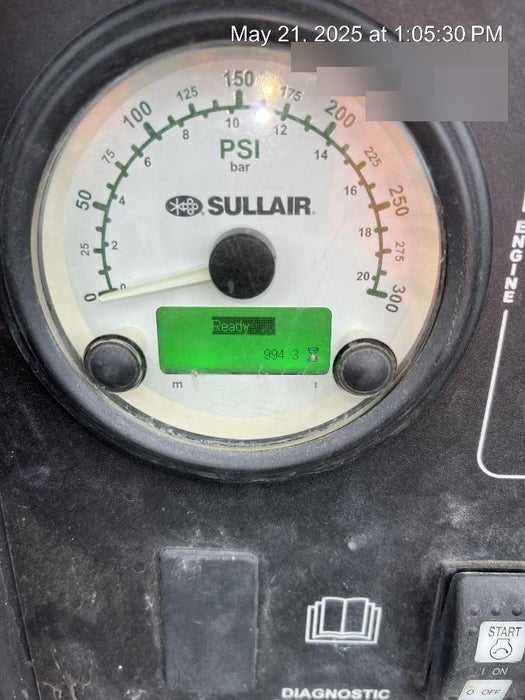 May 21, 2025 at 1:05:30 PM
0 25 50 75 100 125 150 175 200 225 250 275 300
0 2 4 6 8 10 12 14 16 18 20
PSI
bar
SULLAIR
Ready
994.3
m t
ENGINE
START
I ON
O OFF
DIAGNOSTIC